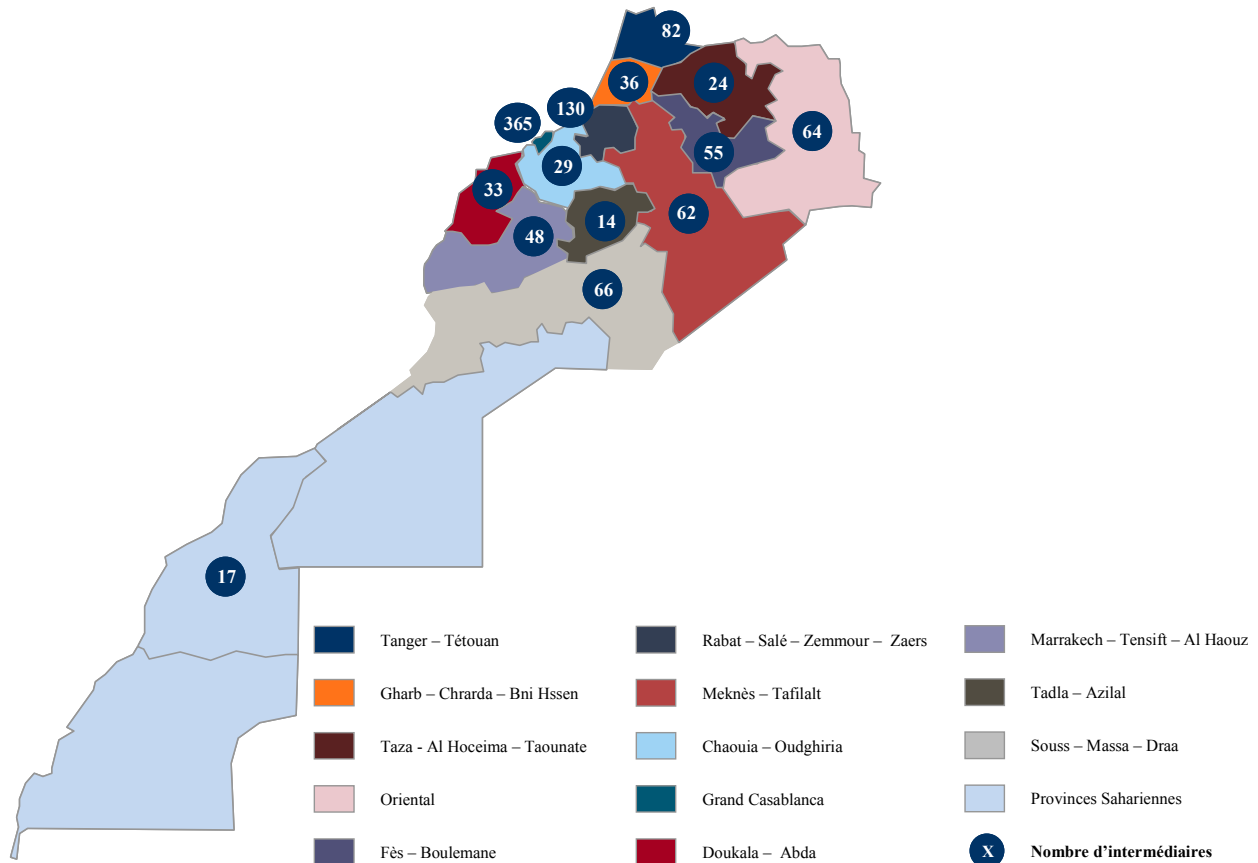 82
36
24
130
365
64
55
29
33
62
14
48
66
17
Tanger – Tétouan
Rabat – Salé – Zemmour – Zaers
Marrakech – Tensift – Al Haouz
Gharb – Chrarda – Bni Hssen
Meknès – Tafilalt
Tadla – Azilal
Taza - Al Hoceima – Taounate
Chaouia – Oudghiria
Souss – Massa – Draa
Oriental
Grand Casablanca
Provinces Sahariennes
Fès – Boulemane
Doukala – Abda
X Nombre d'intermédiaires